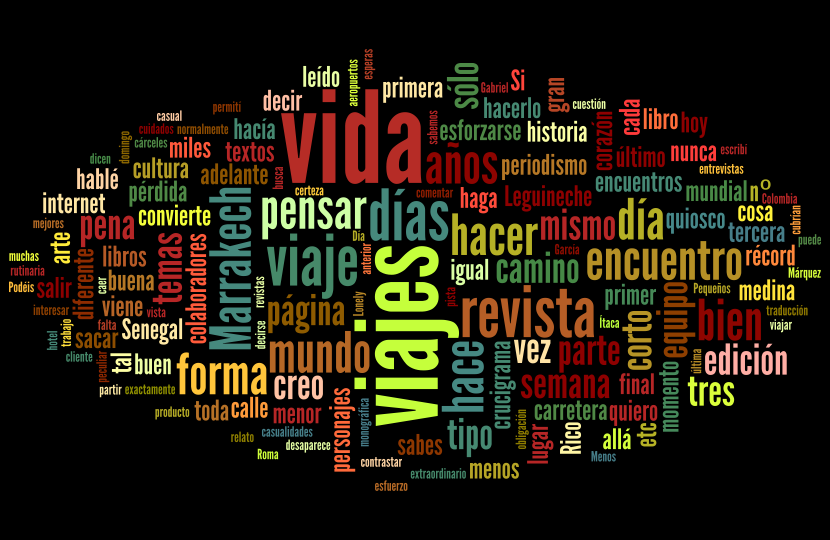 esperas
leído
aeropuertos
primera
sólo
Gabriel
Si
gran
decir
vida
permiti
hacerlo
cuestión
cada
libro
hoy
casual
cuidados
normalmente
hacía
sabemos
esforzarse
historia
corazón
cárceles
miles
textos
años
periodismo
último
nunca
escribí
dicen
domingo
cultura
adelante
busca
entrevistas
hablé
pérdida
certeza
comentar
haga
Leguineche
encuentros
mundial
nº
Colombia
internet
convierte
Marrakech
pensar
días
mismo
día
quiosco
cosa
cubrían
mejores
pena
Día
hacer
tercera
puede
arte
temas
colaboradores
viaje
anterior
viajes
García
encuentro
récord
muchas
libros
igual
camino
Márquez
rutinaria
diferente
Podéis
salir
caer
buena
revistas
Lonely
pista
primer
Pequeños
medina
interesar
viene
vista
página
revista
Ítaca
corto
equipo
bien
traducción
trabajo
falta
Senegal
decirse
viajar
hotel
sacar
cliente
peculiar
tal
buen
mundo
hace
crucigrama
vez
parte
última
edición
partir
exactamente
forma
creo
semana
final
momento
tres
producto
toda
calle
menor
personajes
monográfica
carretera
quiero
relato
casualidades
tipo
obligación
lugar
Rico
allá
etc
desaparece
sabes
Roma
contrastar
extraordinario
menos
Menos
esfuerzo